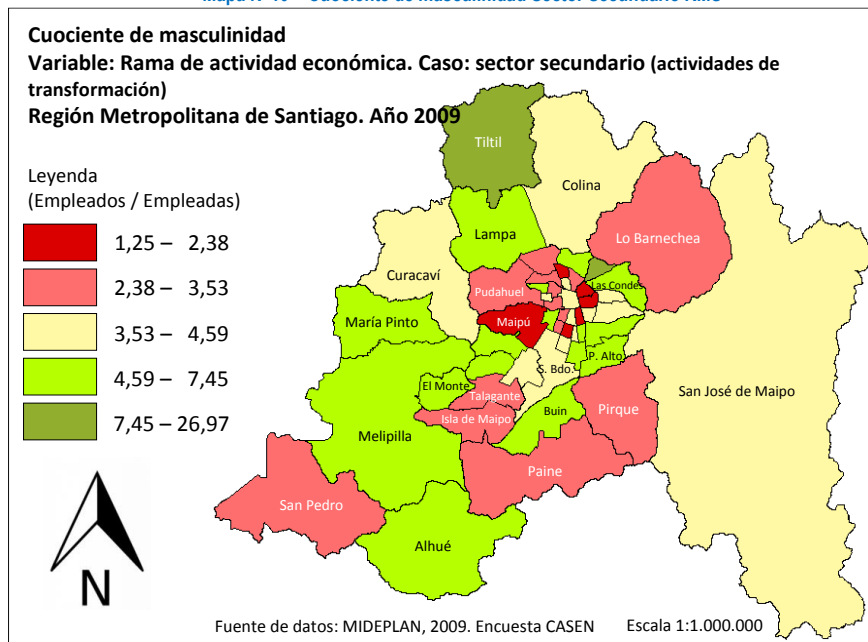 Cuociente de masculinidad
Variable: Rama de actividad económica. Caso: sector secundario (actividades de
transformación)
Región Metropolitana de Santiago. Año 2009
Tiltil
Colina
Leyenda
(Empleados / Empleadas)
Lo Barnechea
Lampa
1,25 – 2,38
Curacaví
Las Condes
2,38 – 3,53
Pudahuel
María Pinto
Maipú
3,53 – 4,59
P. Alto
S. Bdo.
4,59 – 7,45
El Monte
San José de Maipo
Talagante
Buin
Pirque
7,45 – 26,97
Isla de Maipo
Melipilla
Paine
San Pedro
Alhué
N
Fuente de datos: MIDEPLAN, 2009. Encuesta CASEN Escala 1:1.000.000